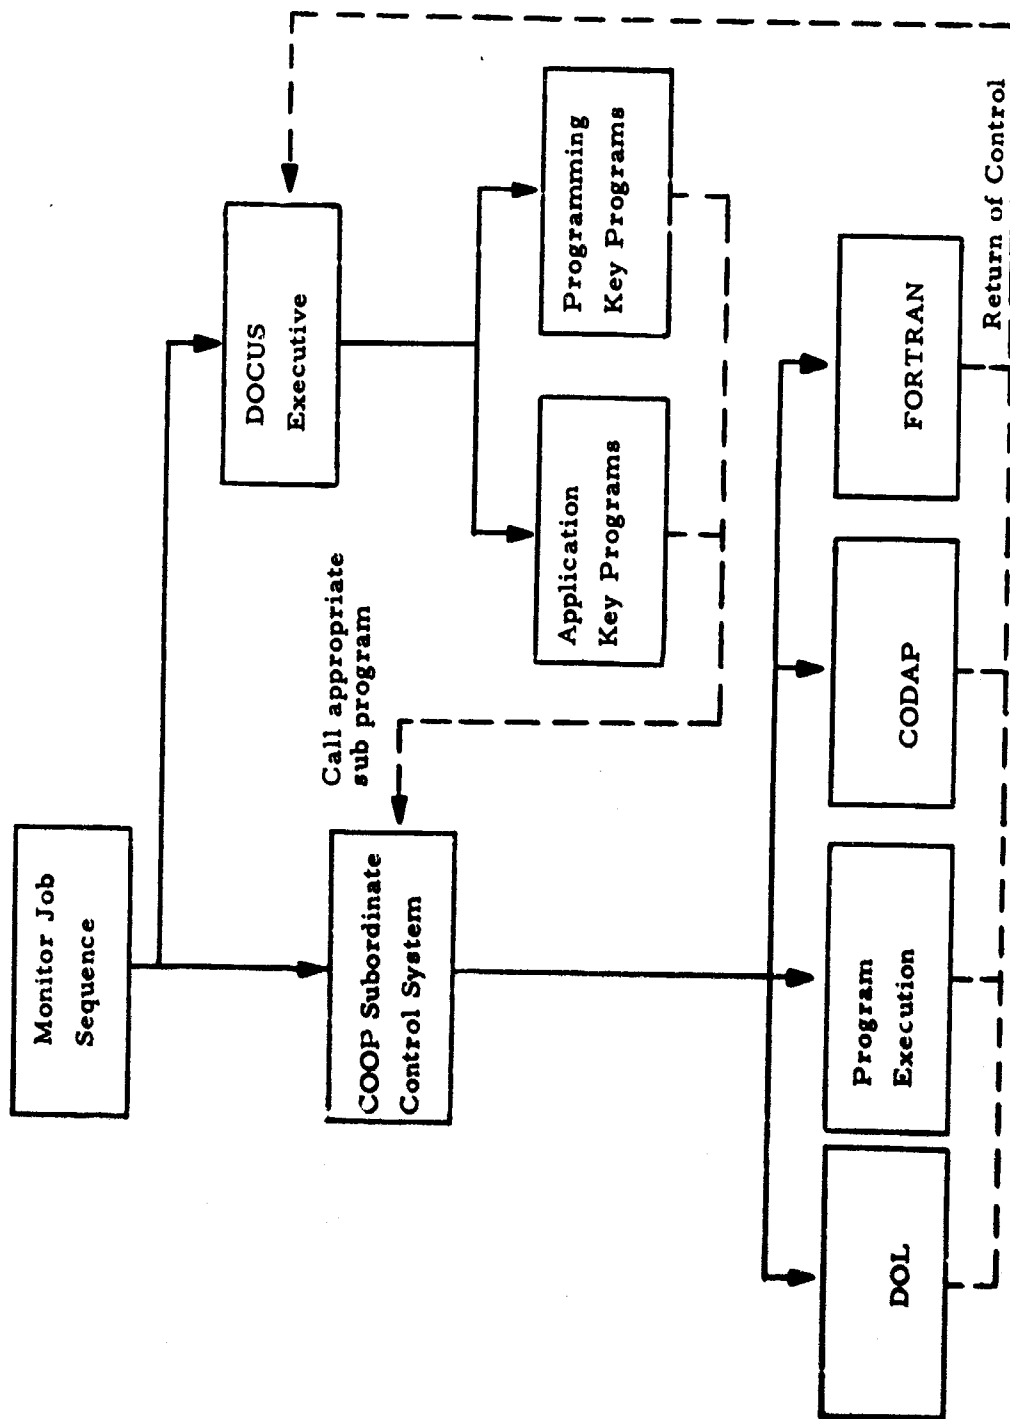 Monitor Job
Sequence
DOCUS
Executive
COOP Subordinate
Control System
Call appropriate
sub program
Application
Key Programs
Programming
Key Programs
DOL
Program
Execution
CODAP
FORTRAN
Return of Control